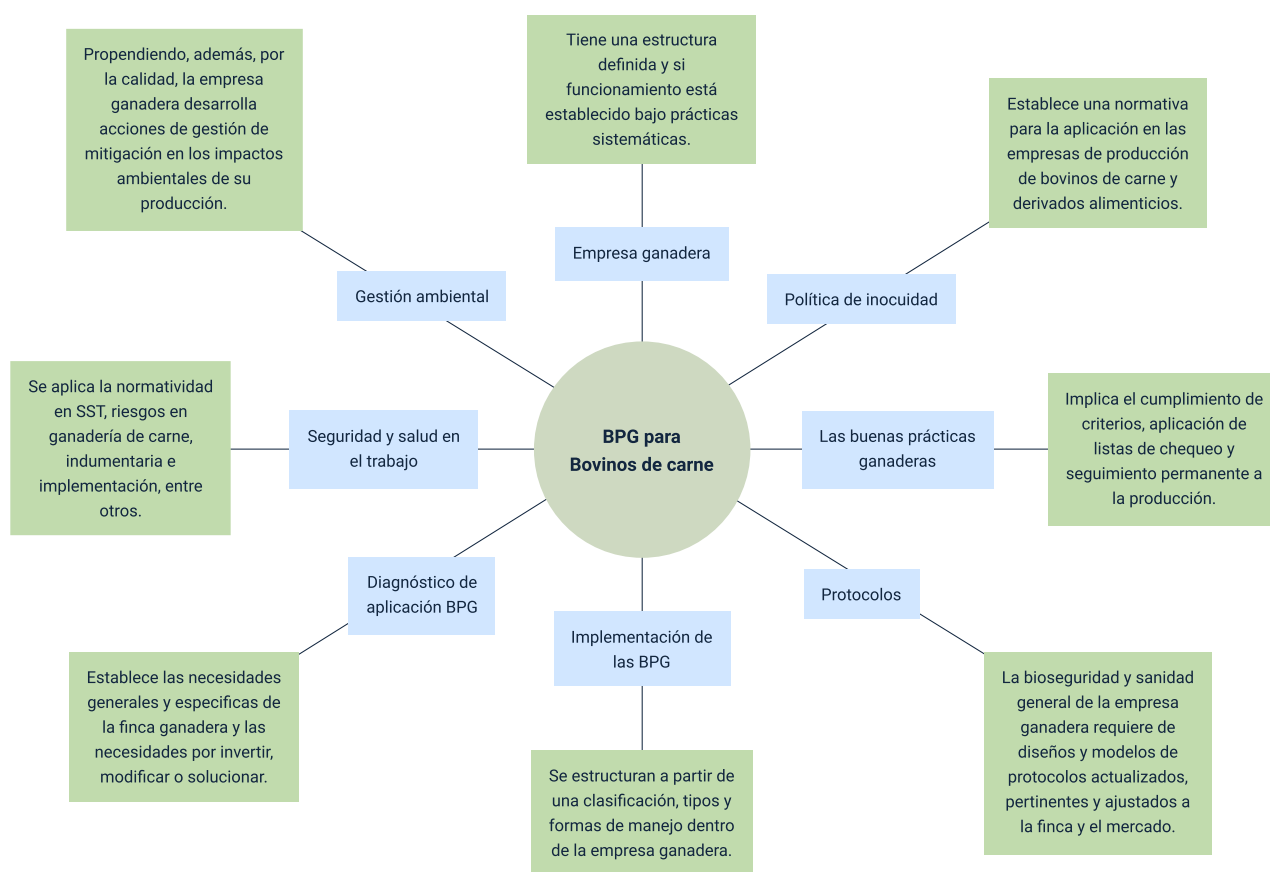 Propendiendo, además, por
la calidad, la empresa
ganadera desarrolla
acciones de gestión de
mitigación en los impactos
ambientales de su
producción.
Tiene una estructura
definida y si
funcionamiento está
establecido bajo prácticas
sistemáticas.
Establece una normativa
para la aplicación en las
empresas de producción
de bovinos de carne y
derivados alimenticios.
Empresa ganadera
Gestión ambiental
Política de inocuidad
Se aplica la normatividad
en SST, riesgos en
ganadería de carne,
indumentaria e
implementación, entre
otros.
Seguridad y salud en
el trabajo
BPG para
Bovinos de carne
Las buenas prácticas
ganaderas
Implica el cumplimiento de
criterios, aplicación de
listas de chequeo y
seguimiento permanente a
la producción.
Diagnóstico de
aplicación BPG
Implementación de
las BPG
Protocolos
Establece las necesidades
generales y especificas de
la finca ganadera y las
necesidades por invertir,
modificar o solucionar.
Se estructuran a partir de
una clasificación, tipos y
formas de manejo dentro
de la empresa ganadera.
La bioseguridad y sanidad
general de la empresa
ganadera requiere de
diseños y modelos de
protocolos actualizados,
pertinentes y ajustados a
la finca y el mercado.